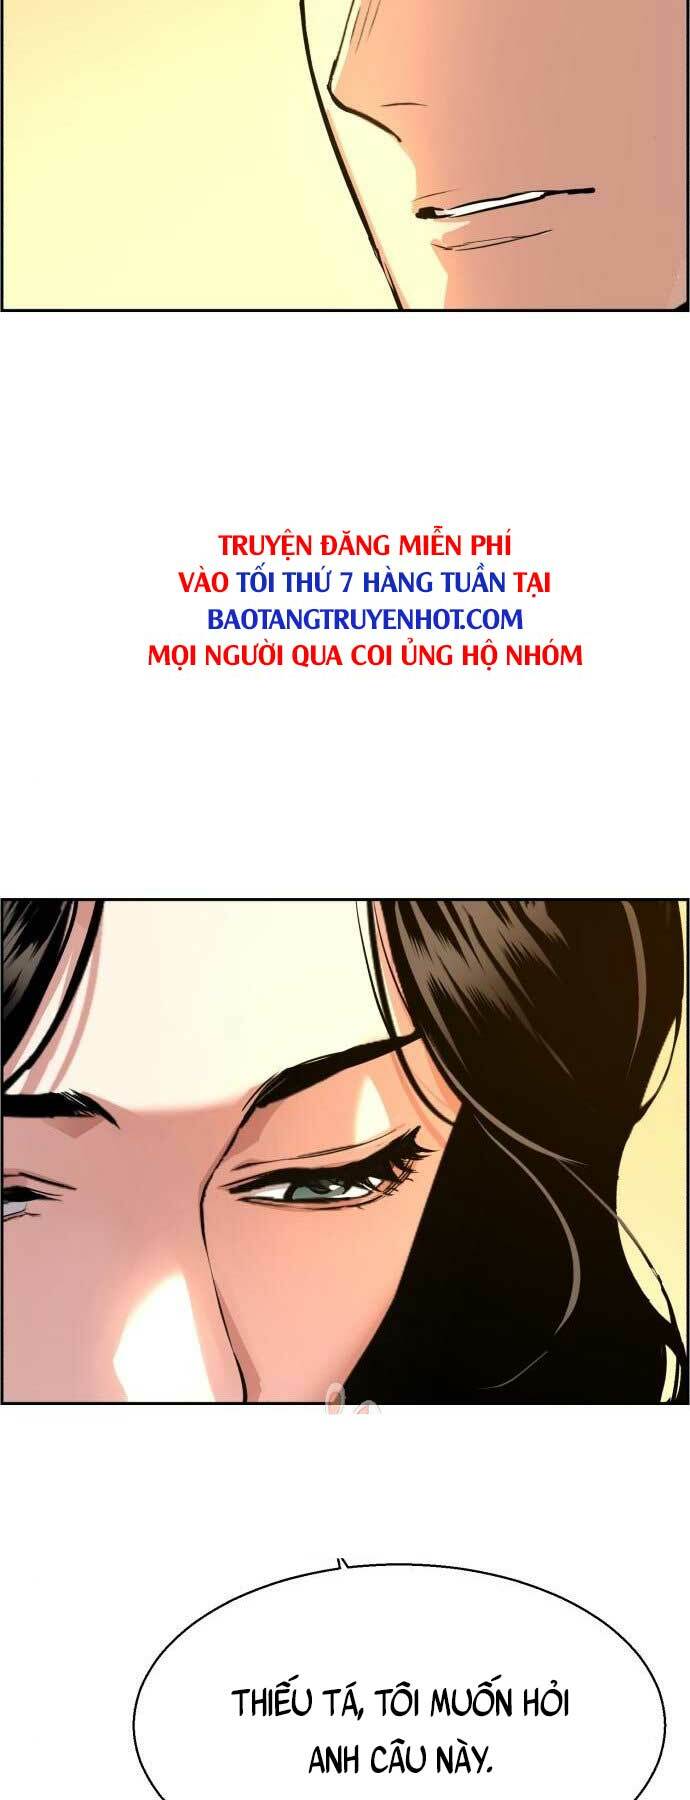 TRUYỆN ĐĂNG MIỄN PHÍ
VÀO TỐI THỨ 7 HÀNG TUẦN TẠI
BAOTANGTRUYENHOT.COM
MỌI NGƯỜI QUA COI ỦNG HỘ NHÓM
THIẾU TÁ, TÔI MUỐN HỎI
ANH CÂU NÀY.